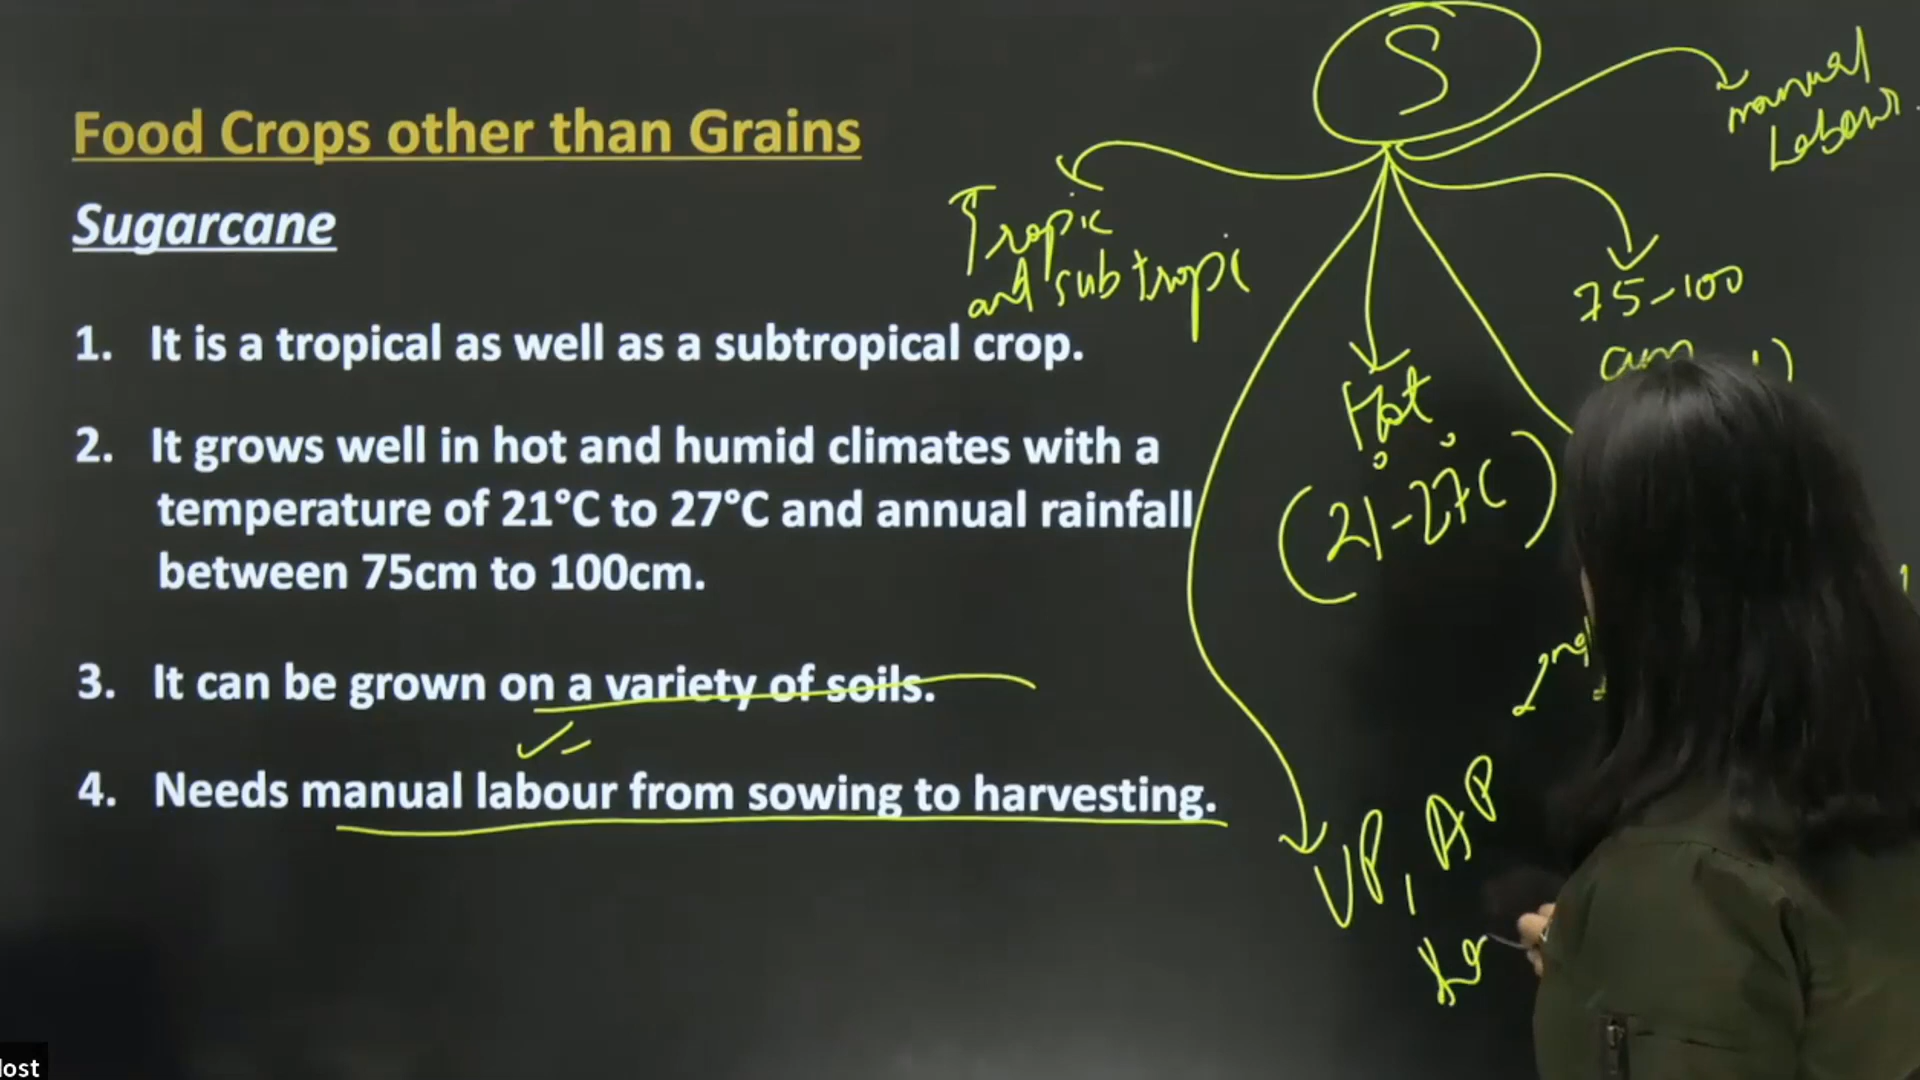 Food Crops other than Grains
Sugarcane
1. It is a tropical as well as a subtropical crop.
2. It grows well in hot and humid climates with a
temperature of 21°C to 27°C and annual rainfall
between 75cm to 100cm.
3. It can be grown on a variety of soils.
4. Needs manual labour from sowing to harvesting.
S
manual
Labour
Tropic
and subtropi
75-100
cm
Hot
(21-27°C)
2nd
UP, AP